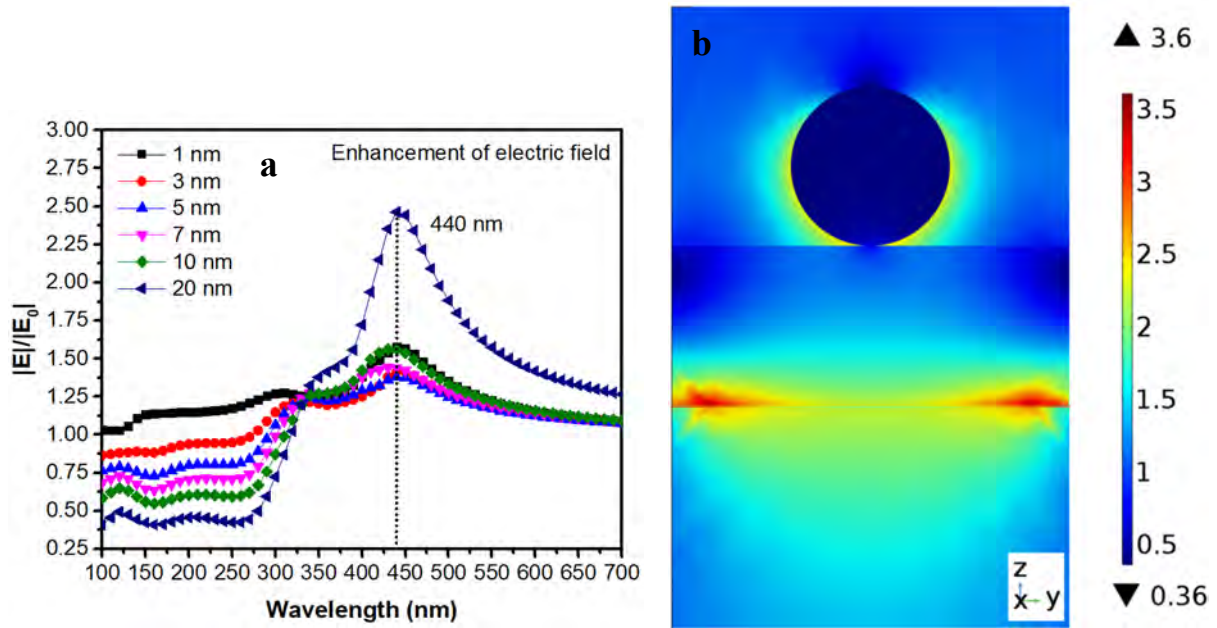 a
Enhancement of electric field
1 nm
3 nm
5 nm
7 nm
10 nm
20 nm
440 nm
3.00
2.75
2.50
2.25
2.00
1.75
1.50
1.25
1.00
0.75
0.50
0.25
|E|/|E₀|
100 150 200 250 300 350 400 450 500 550 600 650 700
Wavelength (nm)
b
z
x y
▲ 3.6
3.5
3
2.5
2
1.5
1
0.5
▼ 0.36